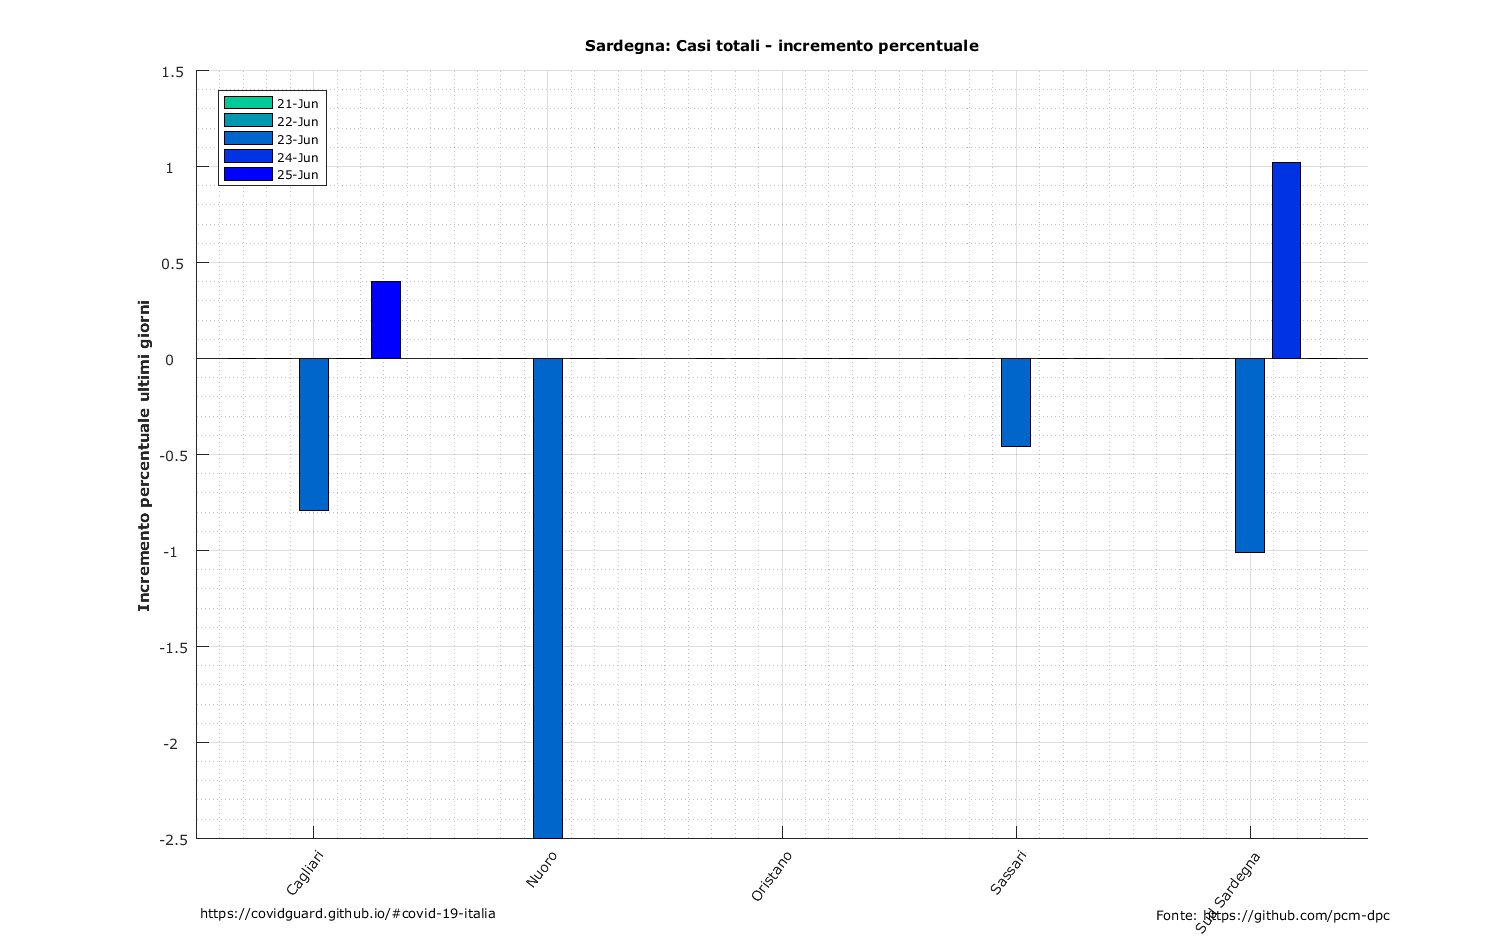 Sardegna: Casi totali - incremento percentuale
1.5
1
0.5
0
-0.5
-1
-1.5
-2
-2.5
21-Jun
22-Jun
23-Jun
24-Jun
25-Jun
Incremento percentuale ultimi giorni
Cagliari
Nuoro
Oristano
Sassari
Sud Sardegna
https://covidguard.github.io/#covid-19-italia
Fonte: https://github.com/pcm-dpc